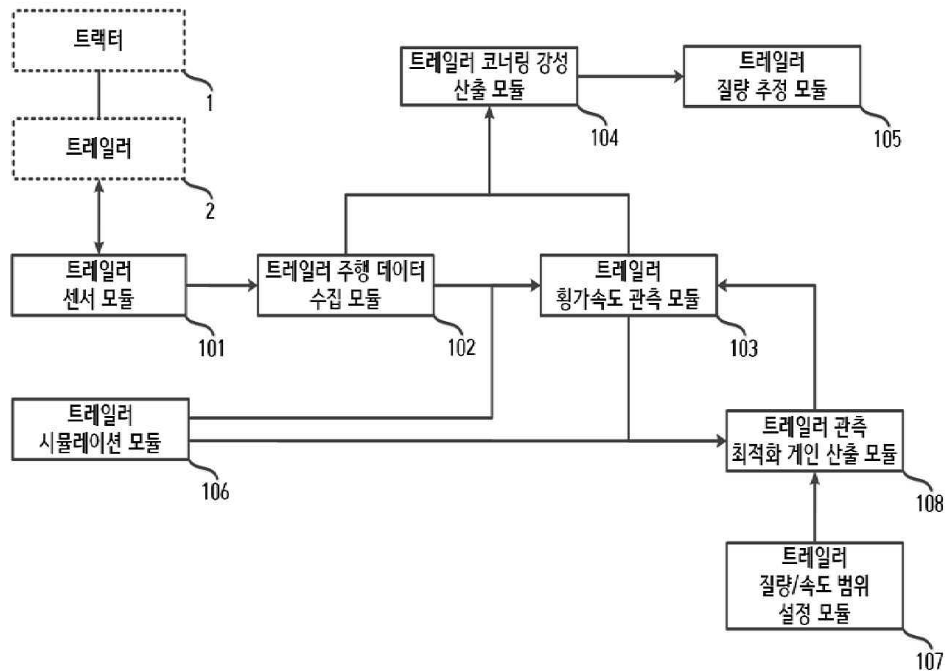 트랙터
1
트레일러
2
트레일러 코너링 강성
산출 모듈
104
트레일러
질량 추정 모듈
105
트레일러
센서 모듈
101
트레일러 주행 데이터
수집 모듈
102
트레일러
횡가속도 관측 모듈
103
트레일러
시뮬레이션 모듈
106
트레일러 관측
최적화 게인 산출 모듈
108
트레일러
질량/속도 범위
설정 모듈
107